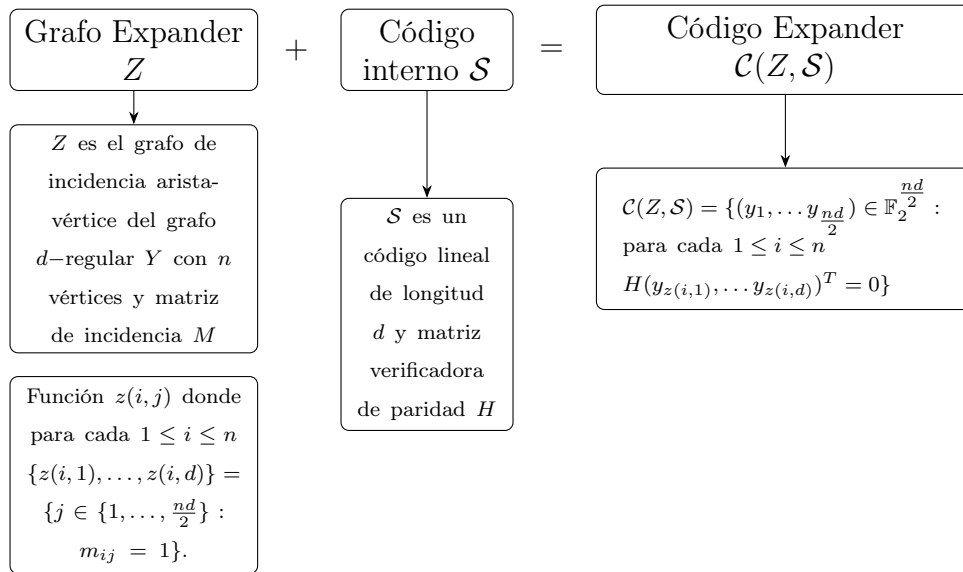 Grafo Expander
Z
+
Código
interno 𝒮
=
Código Expander
𝒞(Z, 𝒮)
Z es el grafo de
incidencia arista-
vértice del grafo
d−regular Y con n
vértices y matriz
de incidencia M
𝒮 es un
código lineal
de longitud
d y matriz
verificadora
de paridad H
𝒞(Z, 𝒮) = {(y₁, … y_{nd/2}) ∈ 𝔽₂^{nd/2} :
para cada 1 ≤ i ≤ n
H(y_{z(i,1)}, … y_{z(i,d)})^T = 0}
Función z(i, j) donde
para cada 1 ≤ i ≤ n
{z(i, 1), … , z(i, d)} =
{j ∈ {1, … , nd/2} :
m_{ij} = 1}.